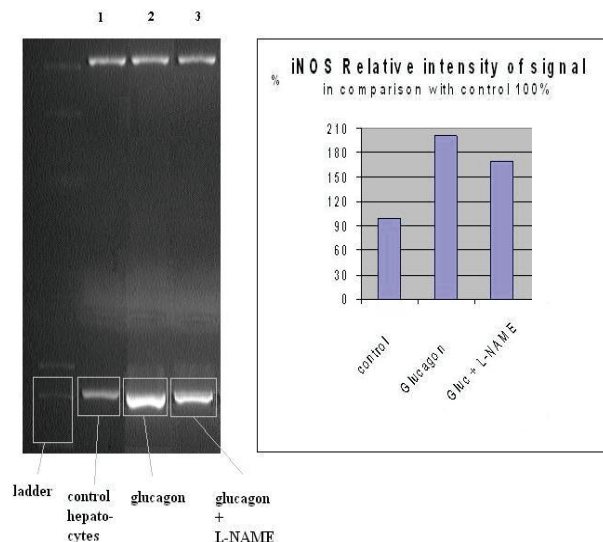 1 2 3
ladder
control
hepato-
cytes
glucagon
glucagon
+
L-NAME
iNOS Relative intensity of signal
in comparison with control 100%
%
210
180
150
120
90
60
30
0
control
Glucagon
Gluc + L-NAME